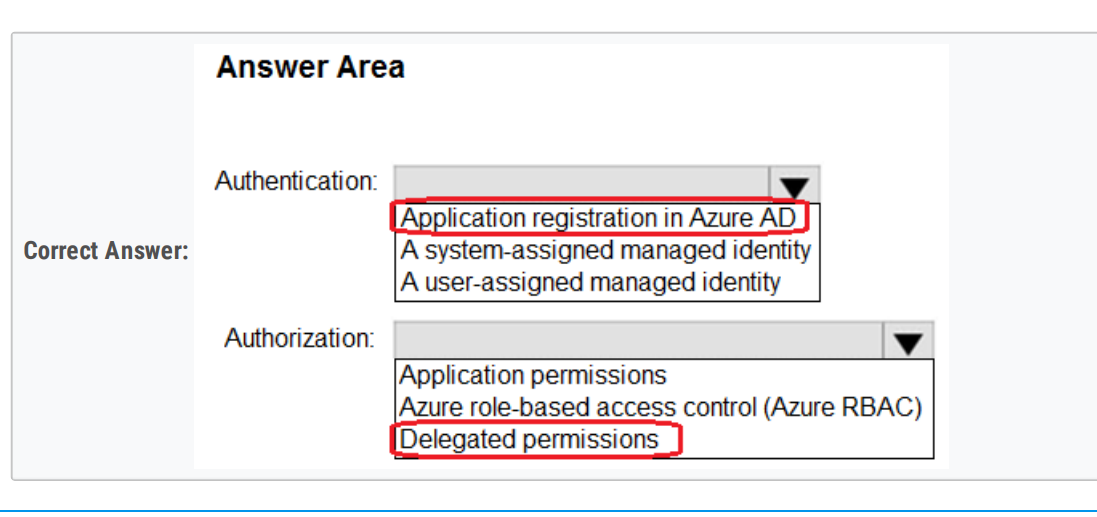 Answer Area
Authentication:
Application registration in Azure AD
A system-assigned managed identity
A user-assigned managed identity
Correct Answer:
Authorization:
Application permissions
Azure role-based access control (Azure RBAC)
Delegated permissions